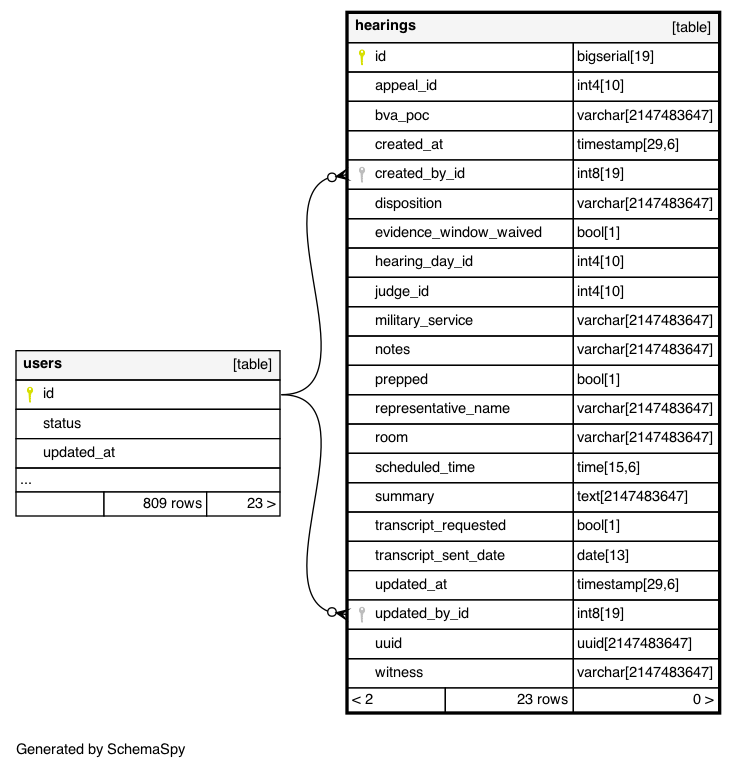 hearings [table]
id bigserial[19]
appeal_id int4[10]
bva_poc varchar[2147483647]
created_at timestamp[29,6]
created_by_id int8[19]
disposition varchar[2147483647]
evidence_window_waived bool[1]
hearing_day_id int4[10]
judge_id int4[10]
military_service varchar[2147483647]
notes varchar[2147483647]
prepped bool[1]
representative_name varchar[2147483647]
room varchar[2147483647]
scheduled_time time[15,6]
summary text[2147483647]
transcript_requested bool[1]
transcript_sent_date date[13]
updated_at timestamp[29,6]
updated_by_id int8[19]
uuid uuid[2147483647]
witness varchar[2147483647]
< 2 23 rows 0 >
users [table]
id
status
updated_at
...
809 rows 23 >
Generated by SchemaSpy